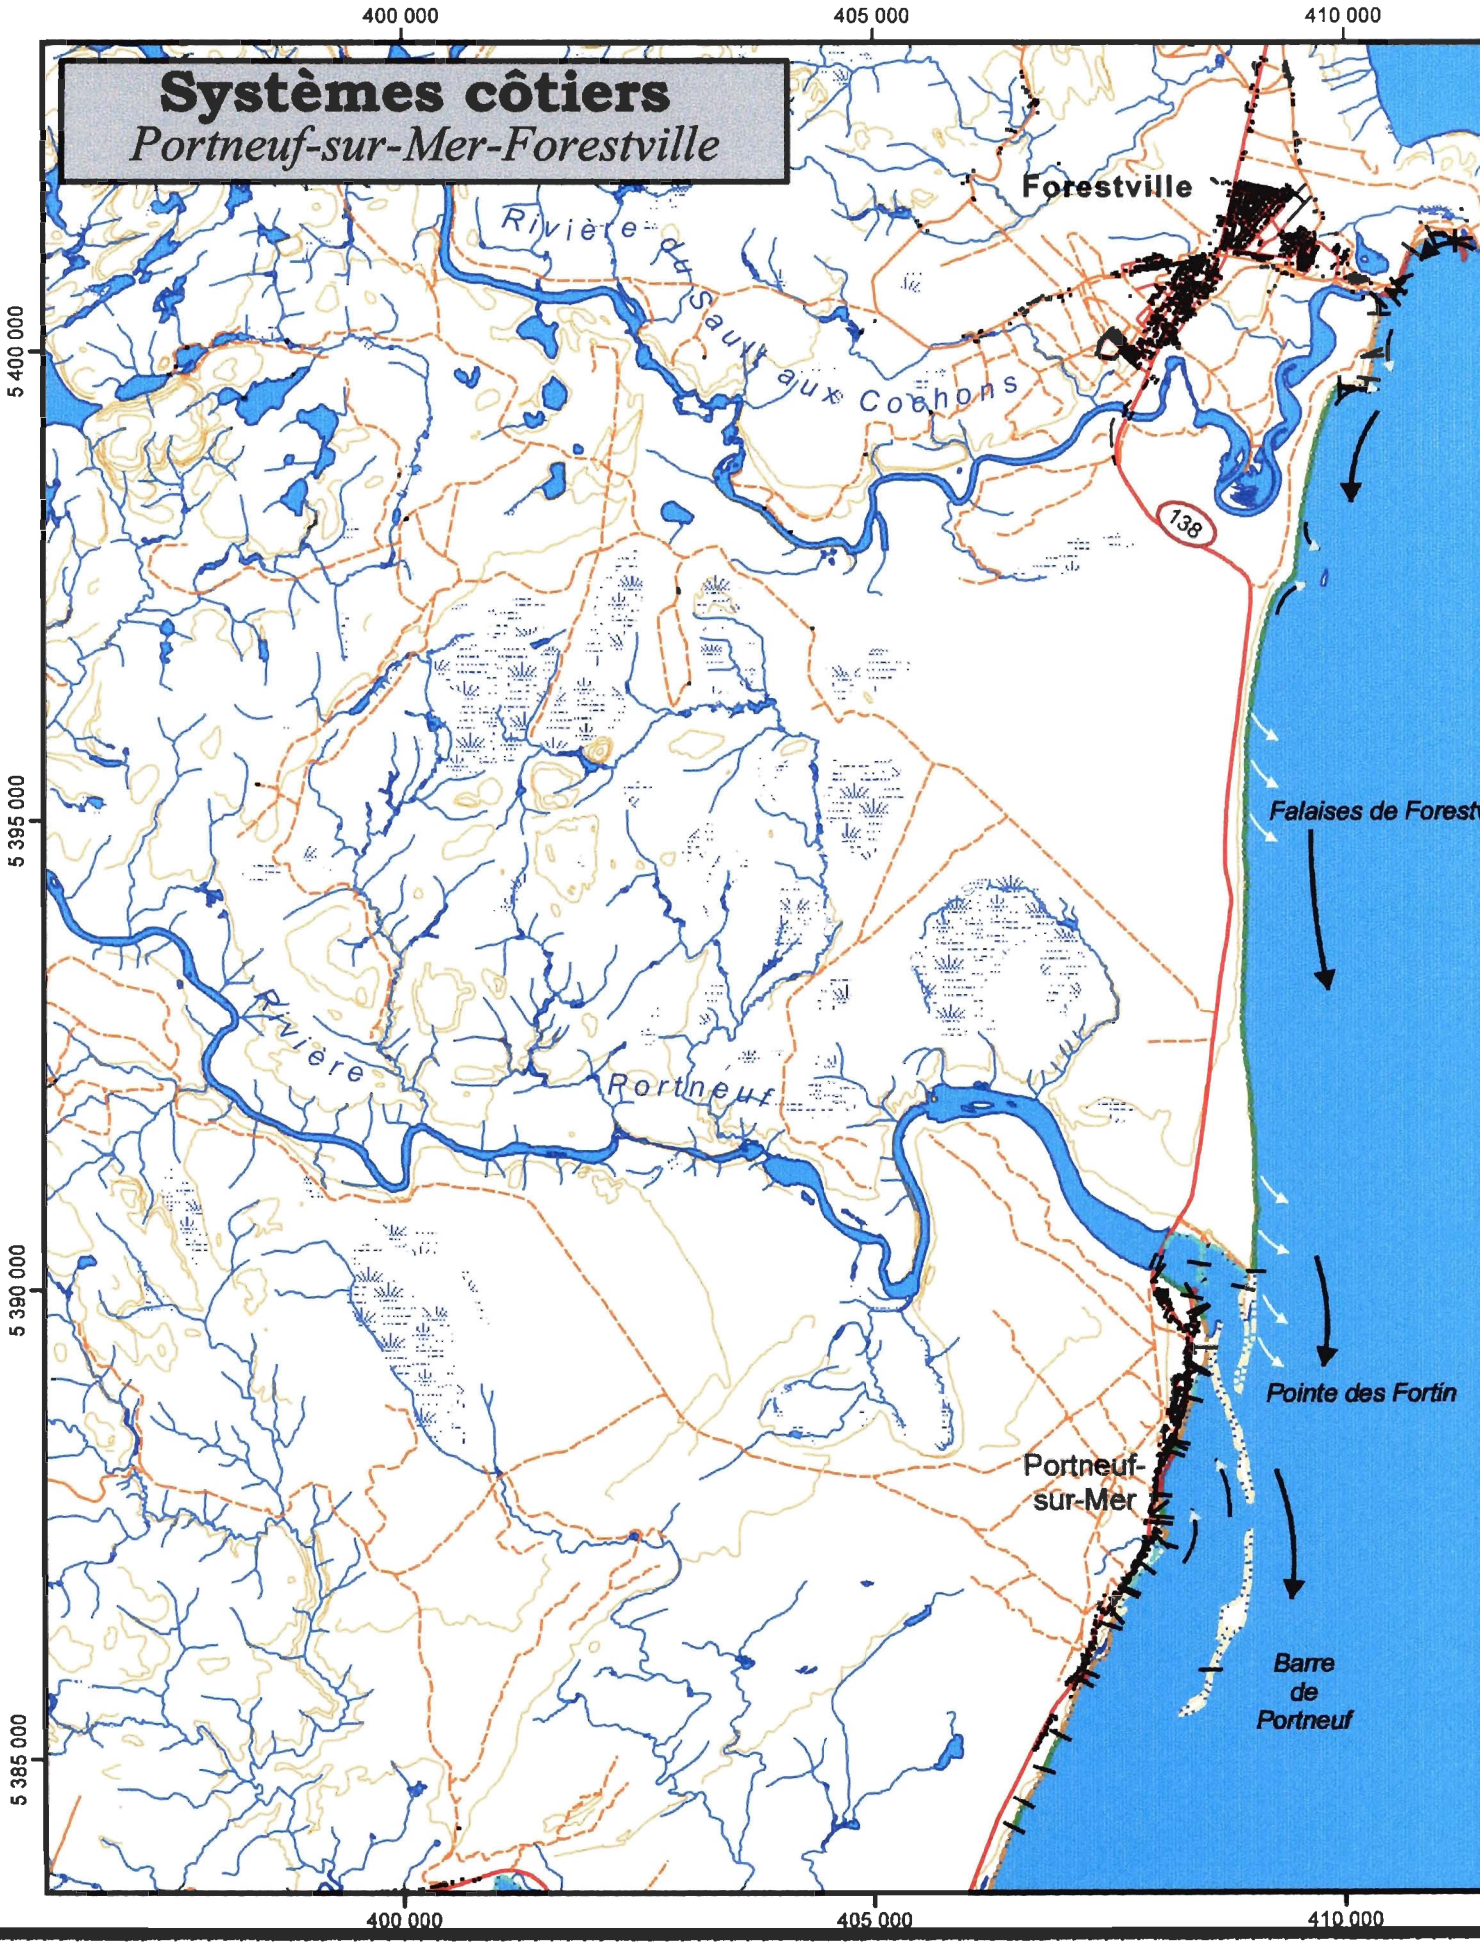 400 000
405 000
410 000
Systèmes côtiers
Portneuf-sur-Mer-Forestville
Forestville
Rivière du Sault aux Cochons
5 400 000
138
5 395 000
Falaises de Forestv
Rivière Portneuf
5 390 000
Pointe des Fortin
Portneuf-
sur-Mer
Barre
de
Portneuf
5 385 000
400 000
405 000
410 000